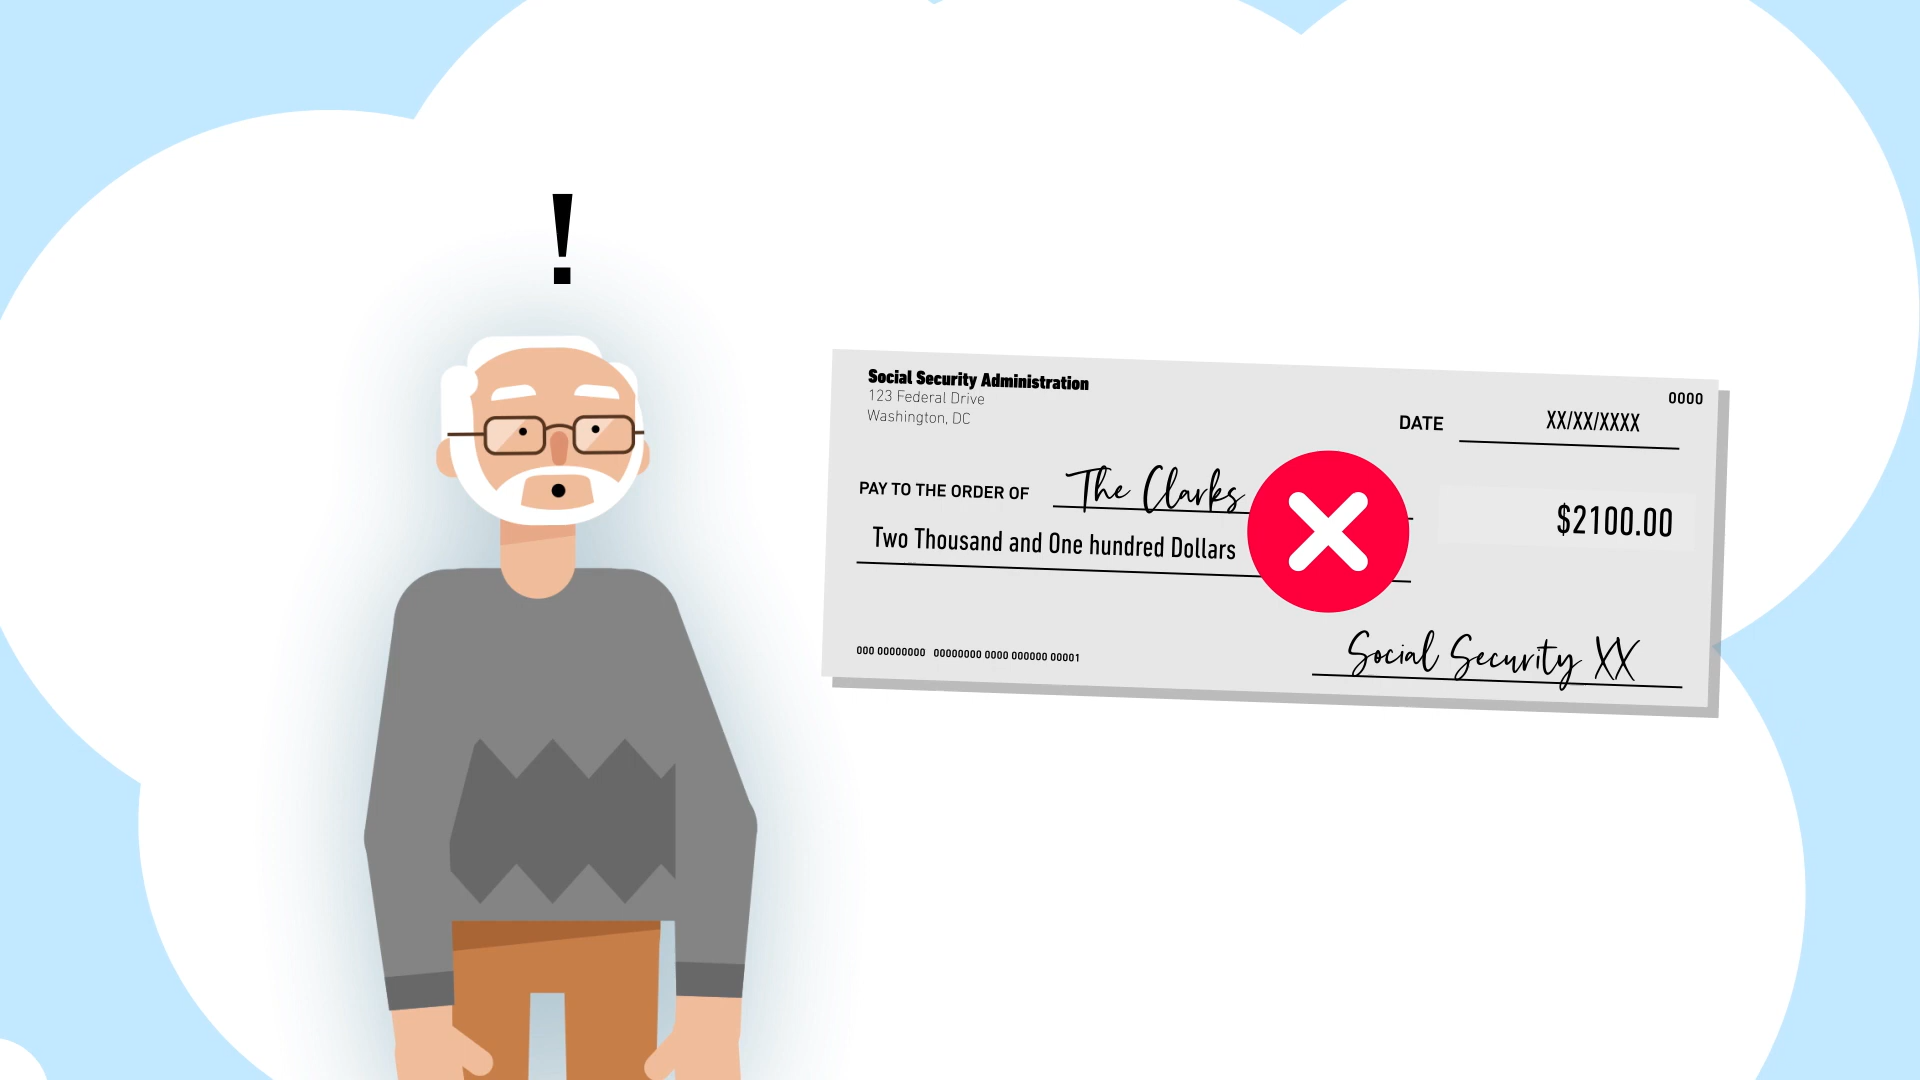 !
Social Security Administration
123 Federal Drive
Washington, DC
0000
DATE XX/XX/XXXX
PAY TO THE ORDER OF The Clarks
$2100.00
Two Thousand and One hundred Dollars
000 00000000 00000000 0000 000000 00001
Social Security XX